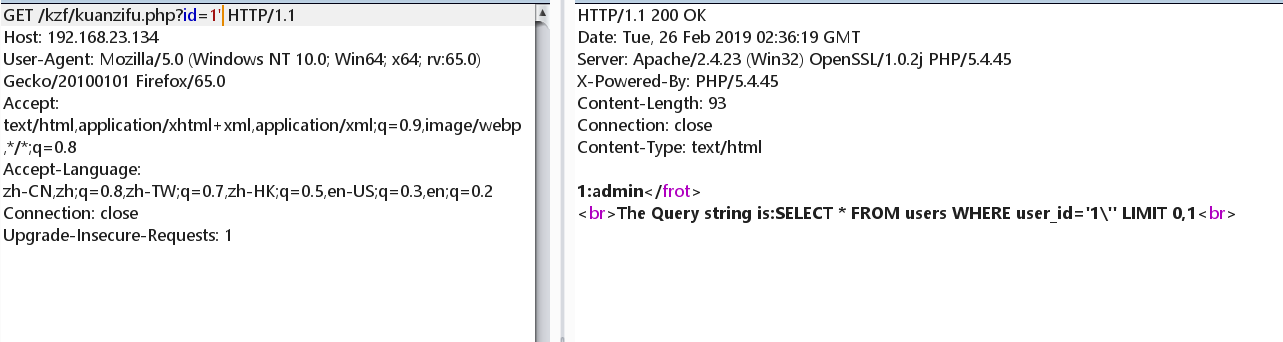 GET /kzf/kuanzifu.php?id=1' HTTP/1.1
Host: 192.168.23.134
User-Agent: Mozilla/5.0 (Windows NT 10.0; Win64; x64; rv:65.0)
Gecko/20100101 Firefox/65.0
Accept:
text/html,application/xhtml+xml,application/xml;q=0.9,image/webp
,*/*;q=0.8
Accept-Language:
zh-CN,zh;q=0.8,zh-TW;q=0.7,zh-HK;q=0.5,en-US;q=0.3,en;q=0.2
Connection: close
Upgrade-Insecure-Requests: 1
HTTP/1.1 200 OK
Date: Tue, 26 Feb 2019 02:36:19 GMT
Server: Apache/2.4.23 (Win32) OpenSSL/1.0.2j PHP/5.4.45
X-Powered-By: PHP/5.4.45
Content-Length: 93
Connection: close
Content-Type: text/html
1:admin</frot>
<br>The Query string is:SELECT * FROM users WHERE user_id='1\'' LIMIT 0,1<br>